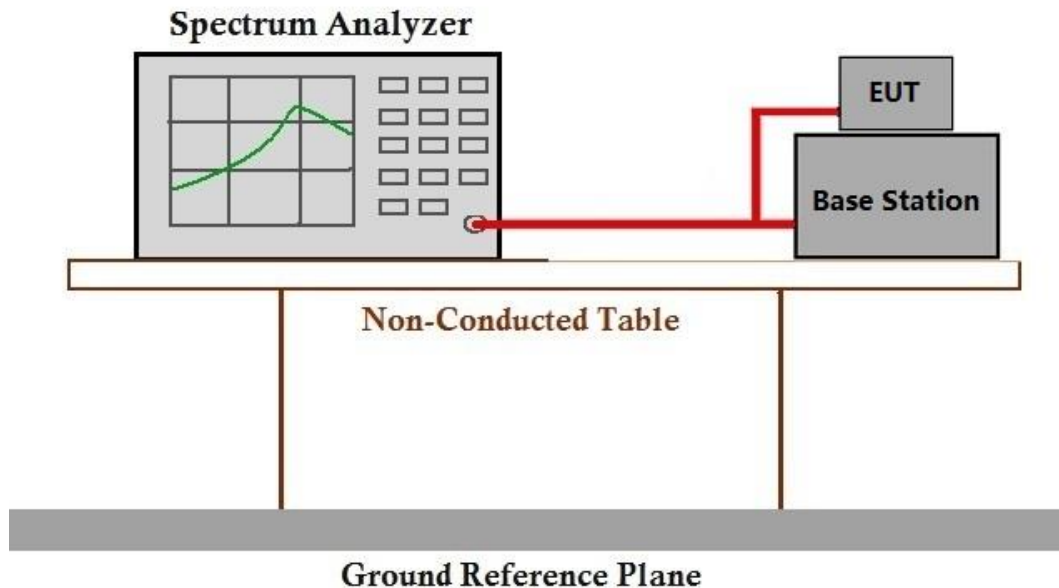 Spectrum Analyzer
EUT
Base Station
Non-Conducted Table
Ground Reference Plane